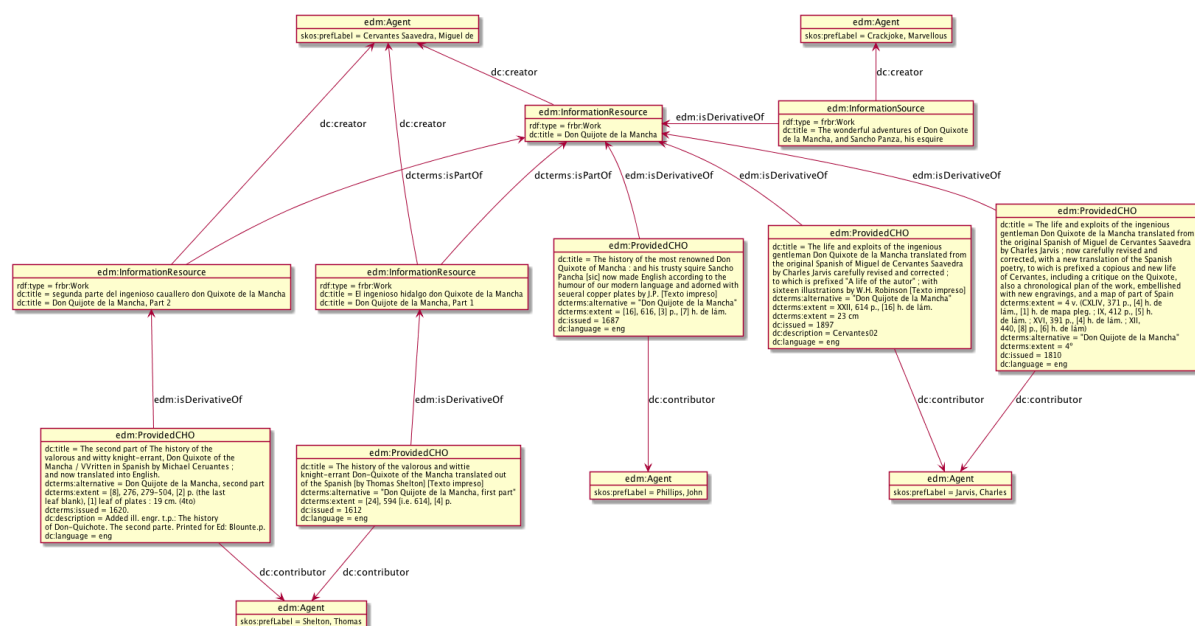 edm:Agent
skos:prefLabel = Cervantes Saavedra, Miguel de
edm:Agent
skos:prefLabel = Crackjoke, Marvellous
dc:creator
dc:creator
dc:creator
dc:creator
edm:InformationResource
rdf:type = frbr:Work
dc:title = Don Quijote de la Mancha
edm:isDerivativeOf
edm:InformationSource
rdf:type = frbr:Work
dc:title = The wonderful adventures of Don Quixote
de la Mancha, and Sancho Panza, his esquire
dcterms:isPartOf
dcterms:isPartOf
edm:isDerivativeOf
edm:isDerivativeOf
edm:isDerivativeOf
edm:InformationResource
rdf:type = frbr:Work
dc:title = segunda parte del ingenioso cauallero don Quixote de la Mancha
dc:title = Don Quijote de la Mancha, Part 2
edm:InformationResource
rdf:type = frbr:Work
dc:title = El ingenioso hidalgo don Quixote de la Mancha
dc:title = Don Quijote de la Mancha, Part 1
edm:ProvidedCHO
dc:title = The history of the most renowned Don
Quixote of Mancha : and his trusty squire Sancho
Pancha [sic] now made English according to the
humour of our modern language and adorned with
seueral copper plates by J.P. [Texto impreso]
dcterms:alternative = "Don Quijote de la Mancha"
dcterms:extent = [16], 616, [3] p., [7] h. de lám.
dc:issued = 1687
dc:language = eng
edm:ProvidedCHO
dc:title = The life and exploits of the ingenious
gentleman Don Quixote de la Mancha translated from
the original Spanish of Miguel de Cervantes Saavedra
by Charles Jarvis carefully revised and corrected ;
to which is prefixed "A life of the autor" ; with
sixteen illustrations by W.H. Robinson [Texto impreso]
dcterms:alternative = "Don Quijote de la Mancha"
dcterms:extent = XXII, 614 p., [16] h. de lám.
dcterms:extent = 23 cm
dc:issued = 1897
dc:description = Cervantes02
dc:language = eng
edm:ProvidedCHO
dc:title = The life and exploits of the ingenious
gentleman Don Quixote de la Mancha translated from
the original Spanish of Miguel de Cervantes Saavedra
by Charles Jarvis ; now carefully revised and
corrected, with a new translation of the Spanish
poetry, to wich is prefixed a copious and new life
of Cervantes, including a critique on the Quixote,
also a chronological plan of the work, embellished
with new engravings, and a map of part of Spain
dcterms:extent = 4 v. (CXLIV, 371 p., [4] h. de
lám., [1] h. de mapa pleg. ; IX, 412 p., [5] h.
de lám. ; XVI, 391 p., [4] h. de lám. ; XII,
440, [8] p., [6] h. de lám)
dcterms:alternative = "Don Quijote de la Mancha"
dcterms:extent = 4º
dc:issued = 1810
dc:language = eng
edm:isDerivativeOf
edm:isDerivativeOf
dc:contributor
dc:contributor
dc:contributor
edm:ProvidedCHO
dc:title = The second part of The history of the
valorous and witty knight-errant, Don Quixote of the
Mancha / VVritten in Spanish by Michael Ceruantes ;
and now translated into English.
dcterms:alternative = Don Quijote de la Mancha, second part
dcterms:extent = [8], 276, 279-504, [2] p. (the last
leaf blank), [1] leaf of plates : 19 cm. (4to)
dcterms:issued = 1620.
dc:description = Added ill. engr. t.p.: The history
of Don-Quichote. The second parte. Printed for Ed: Blounte.p.
dc:language = eng
edm:ProvidedCHO
dc:title = The history of the valorous and wittie
knight-errant Don-Quixote of the Mancha translated out
of the Spanish [by Thomas Shelton] [Texto impreso]
dcterms:alternative = "Don Quijote de la Mancha, first part"
dcterms:extent = [24], 594 [i.e. 614], [4] p.
dc:issued = 1612
dc:language = eng
edm:Agent
skos:prefLabel = Phillips, John
edm:Agent
skos:prefLabel = Jarvis, Charles
dc:contributor
dc:contributor
edm:Agent
skos:prefLabel = Shelton, Thomas